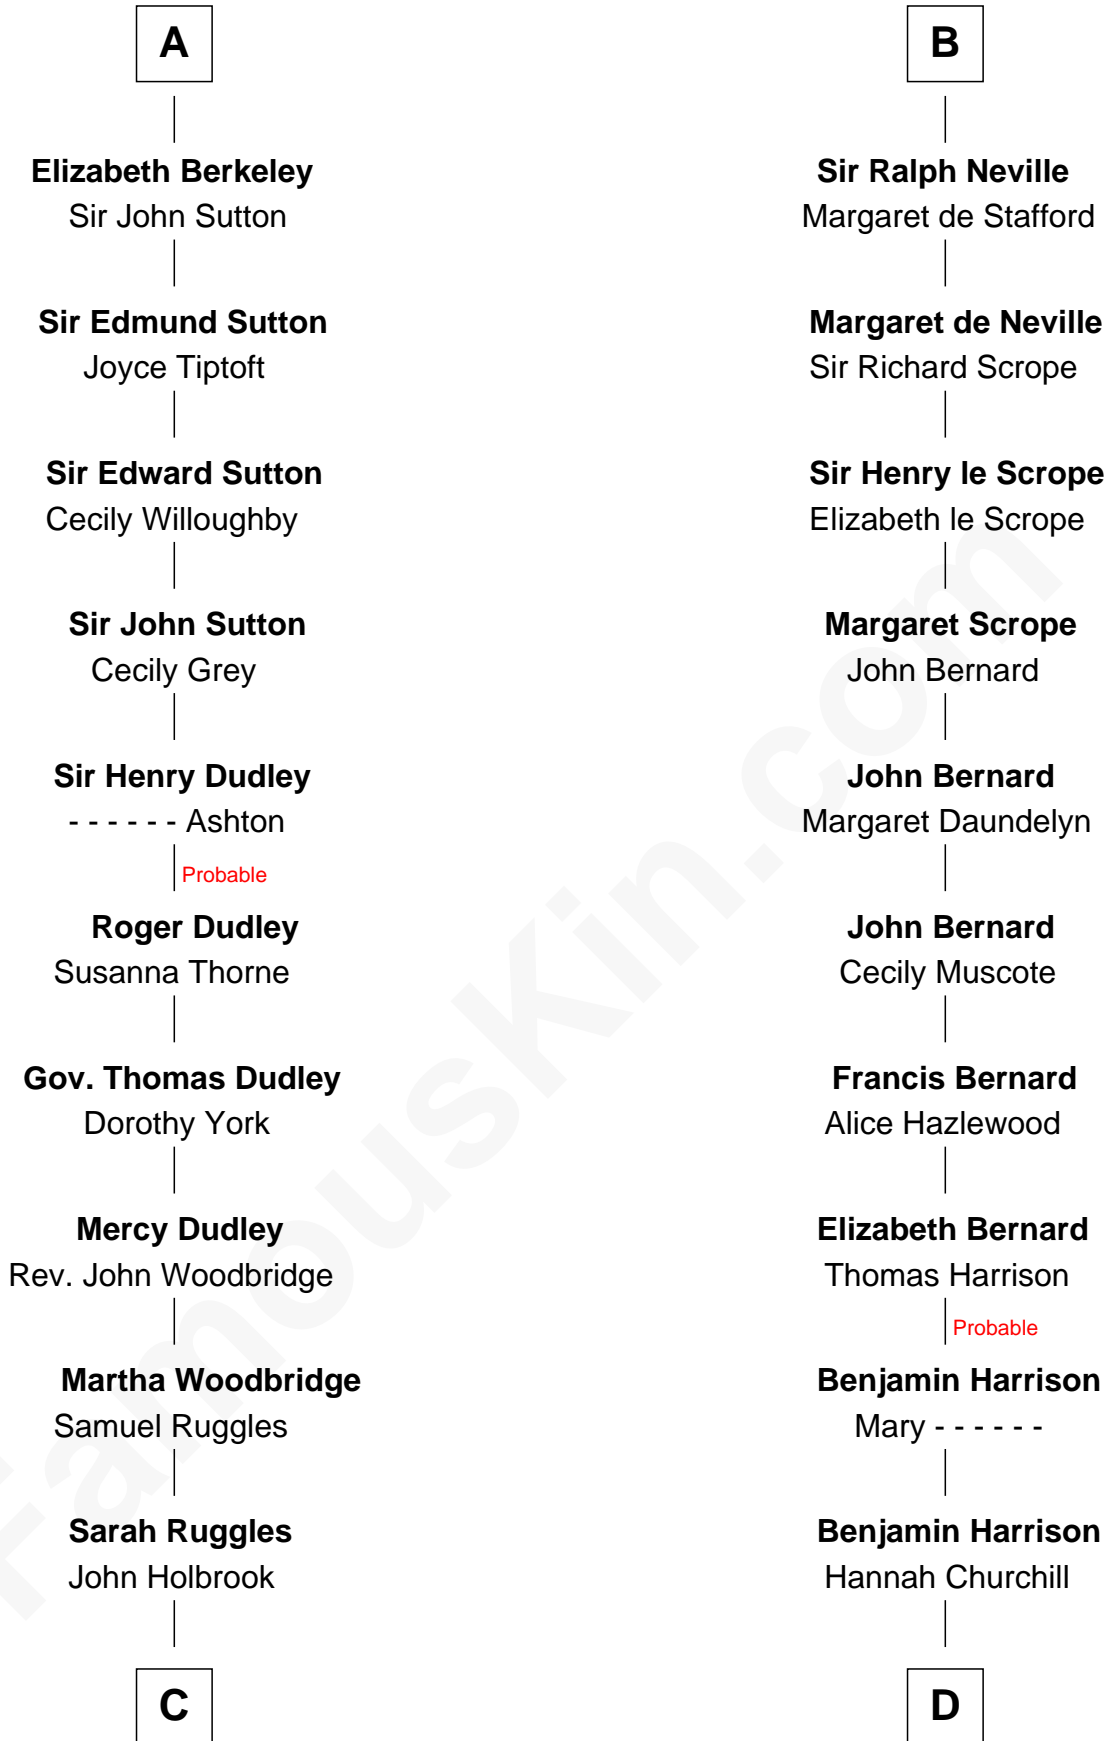 A
Elizabeth Berkeley
Sir John Sutton
Sir Edmund Sutton
Joyce Tiptoft
Sir Edward Sutton
Cecily Willoughby
Sir John Sutton
Cecily Grey
Sir Henry Dudley
- - - - - - Ashton
Probable
Roger Dudley
Susanna Thorne
Gov. Thomas Dudley
Dorothy York
Mercy Dudley
Rev. John Woodbridge
Martha Woodbridge
Samuel Ruggles
Sarah Ruggles
John Holbrook
C
B
Sir Ralph Neville
Margaret de Stafford
Margaret de Neville
Sir Richard Scrope
Sir Henry le Scrope
Elizabeth le Scrope
Margaret Scrope
John Bernard
John Bernard
Margaret Daundelyn
John Bernard
Cecily Muscote
Francis Bernard
Alice Hazlewood
Elizabeth Bernard
Thomas Harrison
Probable
Benjamin Harrison
Mary - - - - - -
Benjamin Harrison
Hannah Churchill
D
FamousKin.com